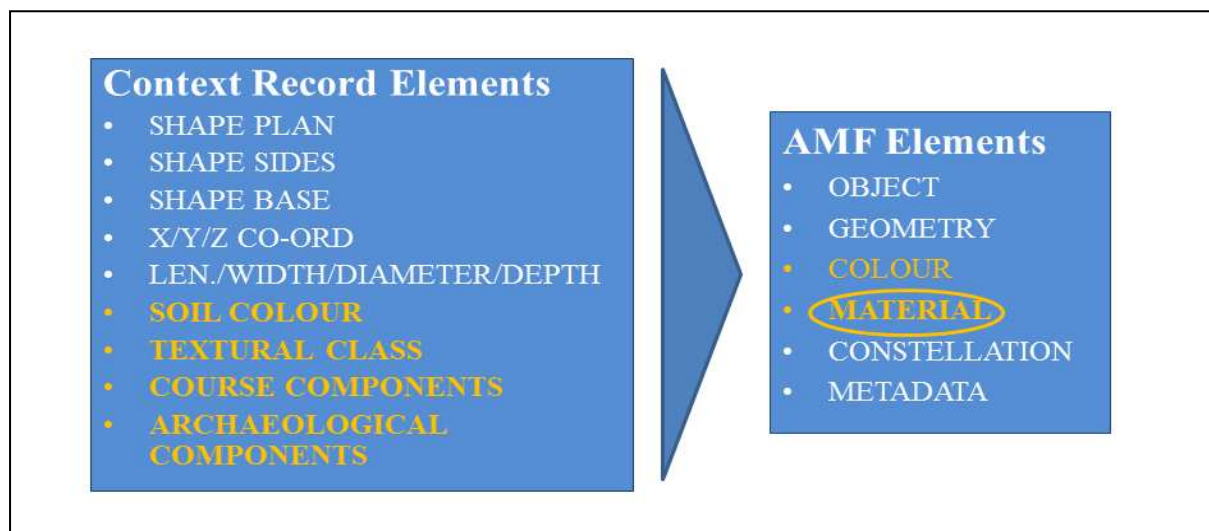 Context Record Elements
• SHAPE PLAN
• SHAPE SIDES
• SHAPE BASE
• X/Y/Z CO-ORD
• LEN./WIDTH/DIAMETER/DEPTH
• SOIL COLOUR
• TEXTURAL CLASS
• COURSE COMPONENTS
• ARCHAEOLOGICAL
COMPONENTS
AMF Elements
• OBJECT
• GEOMETRY
• COLOUR
• MATERIAL
• CONSTELLATION
• METADATA